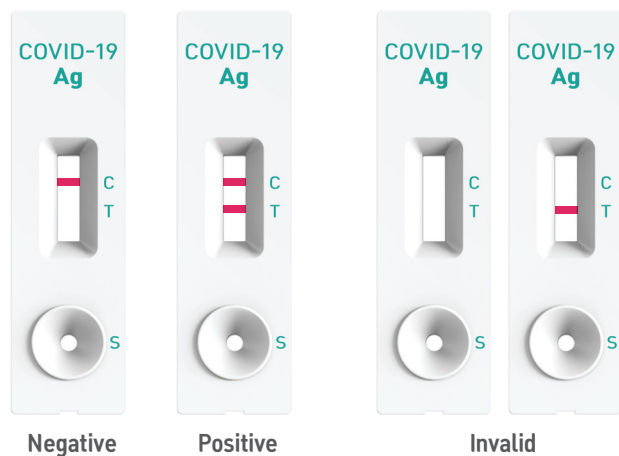 COVID-19
Ag
C
T
S
Negative
COVID-19
Ag
C
T
S
Positive
COVID-19
Ag
C
T
S
COVID-19
Ag
C
T
S
Invalid